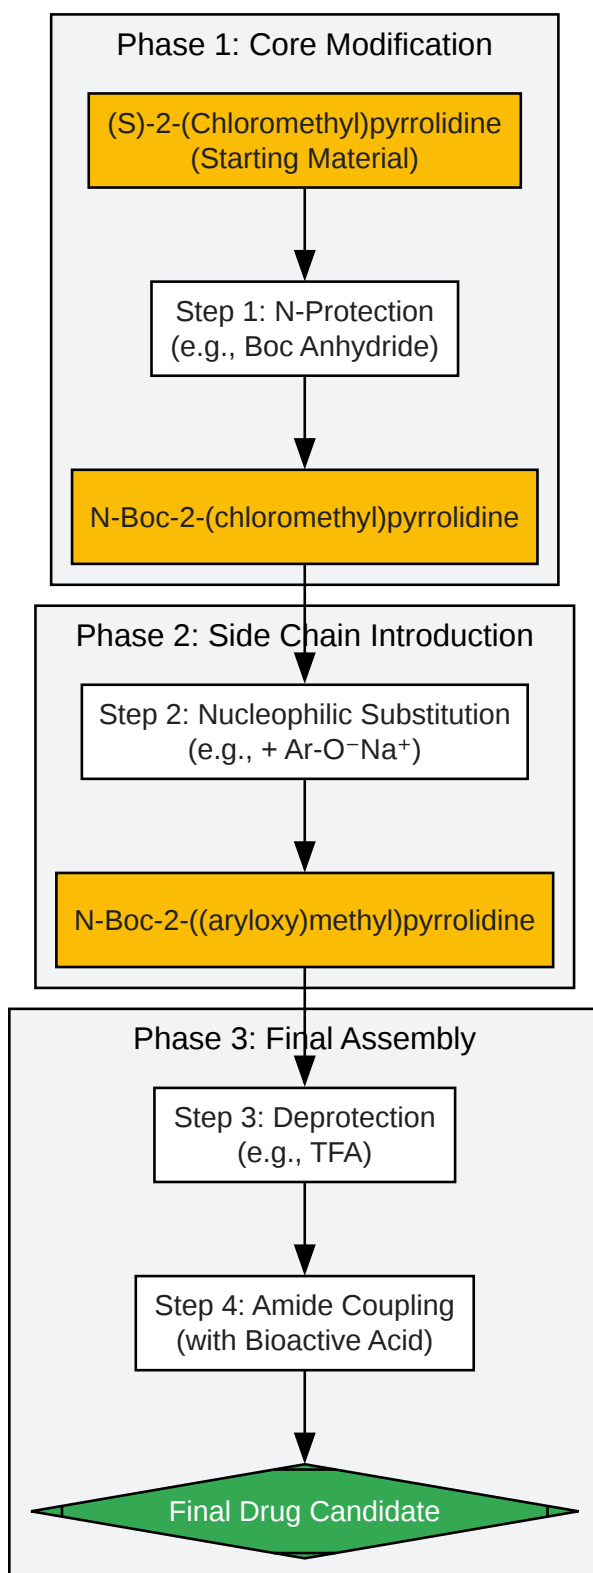 Phase 1: Core Modification
(S)-2-(Chloromethyl)pyrrolidine
(Starting Material)
Step 1: N-Protection
(e.g., Boc Anhydride)
N-Boc-2-(chloromethyl)pyrrolidine
Phase 2: Side Chain Introduction
Step 2: Nucleophilic Substitution
(e.g., + Ar-O⁻Na⁺)
N-Boc-2-((aryloxy)methyl)pyrrolidine
Phase 3: Final Assembly
Step 3: Deprotection
(e.g., TFA)
Step 4: Amide Coupling
(with Bioactive Acid)
Final Drug Candidate